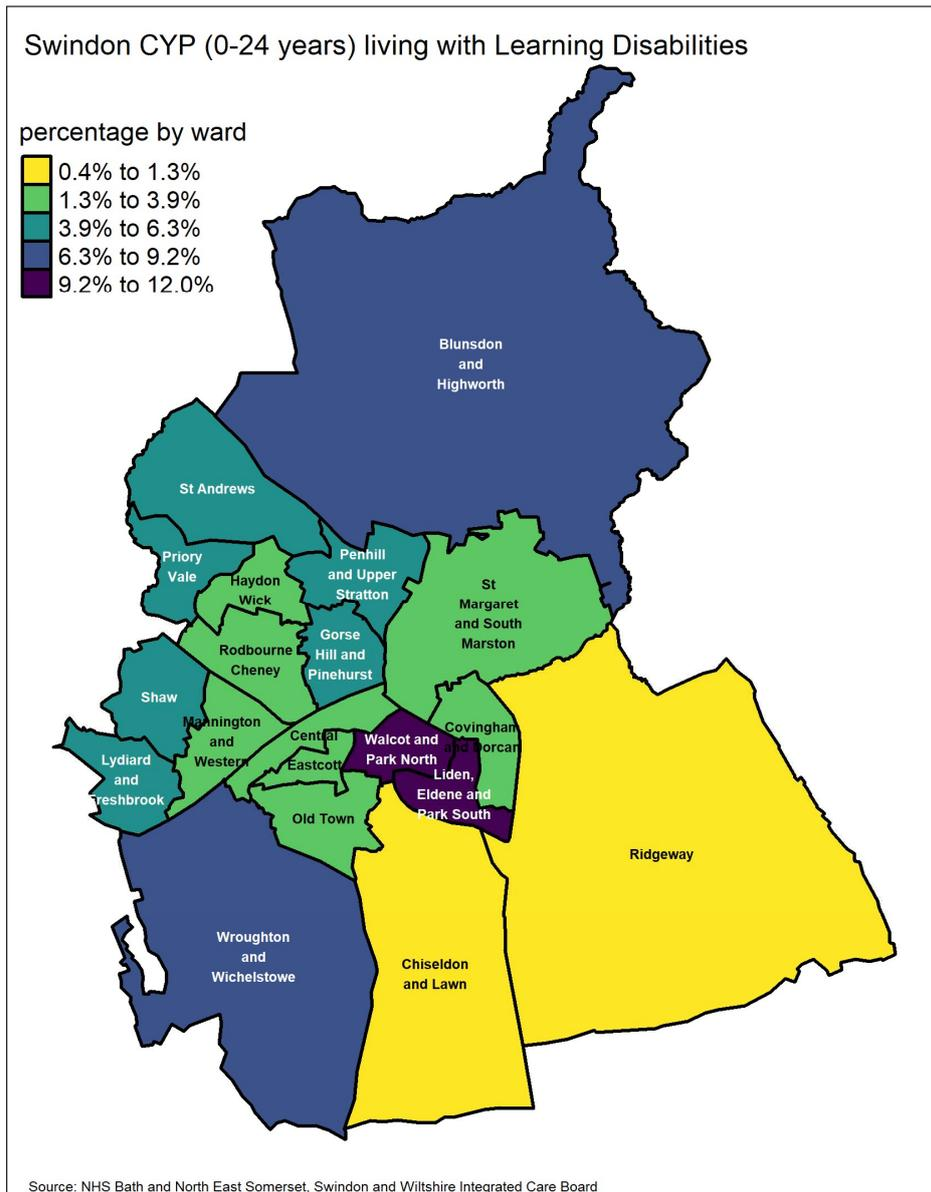 Swindon CYP (0-24 years) living with Learning Disabilities
percentage by ward
0.4% to 1.3%
1.3% to 3.9%
3.9% to 6.3%
6.3% to 9.2%
9.2% to 12.0%
Blunsdon
and
Highworth
St Andrews
Priory
Vale
Haydon
Wick
Penhill
and Upper
Stratton
St
Margaret
and South
Marston
Rodbourne
Cheney
Gorse
Hill and
Pinehurst
Shaw
Mannington
and
Western
Central
Eastcott
Walcot and
Park North
Covingham
and Dorcan
Lydiard
and
Freshbrook
Liden,
Eldene and
Park South
Old Town
Ridgeway
Wroughton
and
Wichelstowe
Chiseldon
and Lawn
Source: NHS Bath and North East Somerset, Swindon and Wiltshire Integrated Care Board